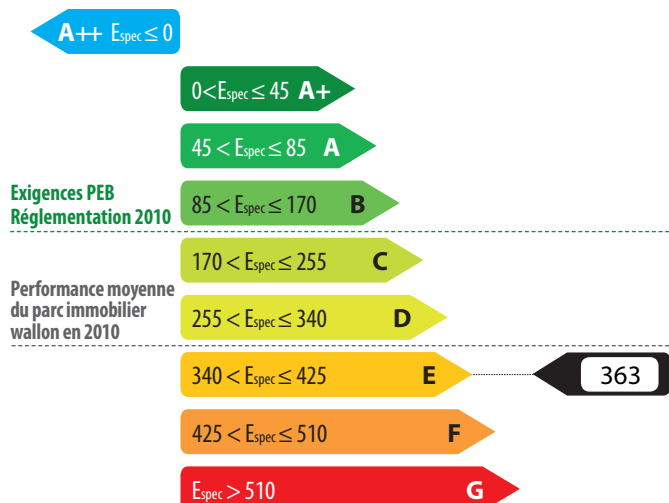 A++ Espec ≤ 0
0<Espec ≤ 45 A+
45 < Espec ≤ 85 A
Exigences PEB
Réglementation 2010
85 < Espec ≤ 170 B
170 < Espec ≤ 255 C
Performance moyenne
du parc immobilier
wallon en 2010
255 < Espec ≤ 340 D
340 < Espec ≤ 425 E 363
425 < Espec ≤ 510 F
Espec > 510 G